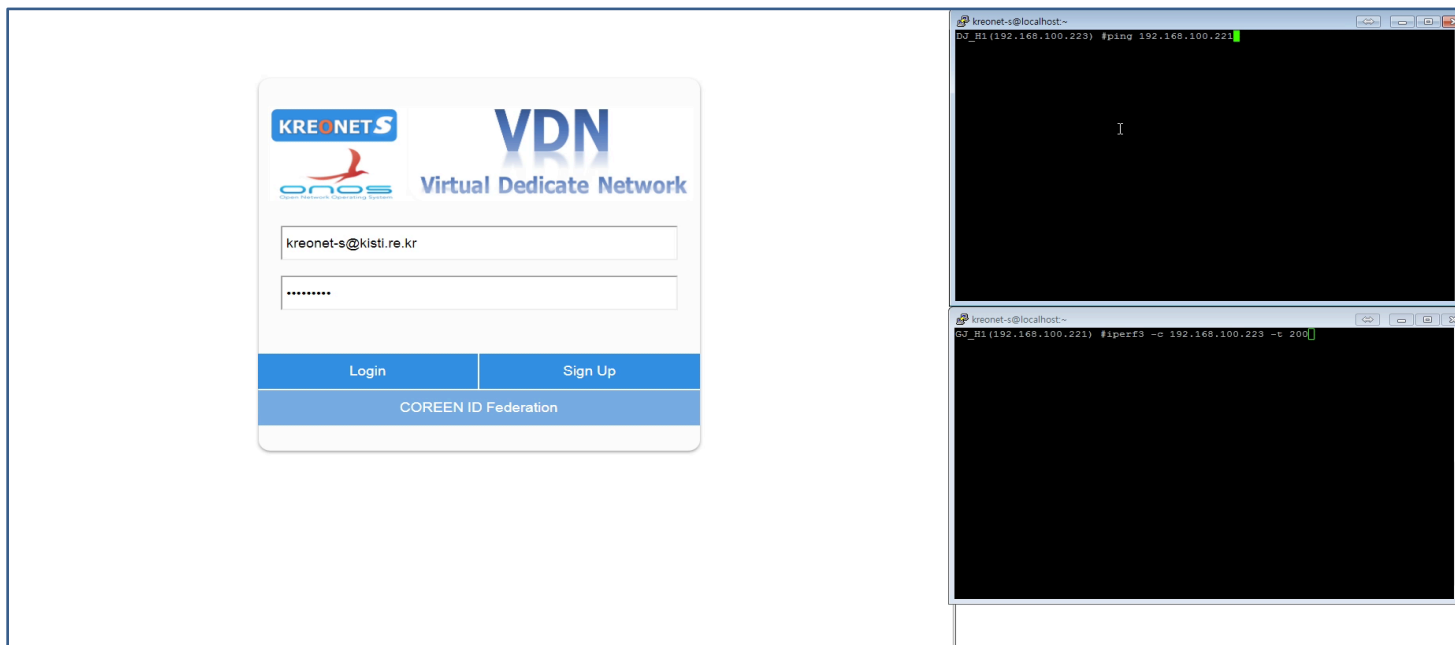 KREONET S
onos
Open Network Operating System
VDN
Virtual Dedicate Network
kreonet-s@kisti.re.kr
•••••••••
Login
Sign Up
COREEN ID Federation
kreonet-s@localhost:~
DJ_H1(192.168.100.223) #ping 192.168.100.221
kreonet-s@localhost:~
GJ_H1(192.168.100.221) #iperf3 -c 192.168.100.223 -t 200